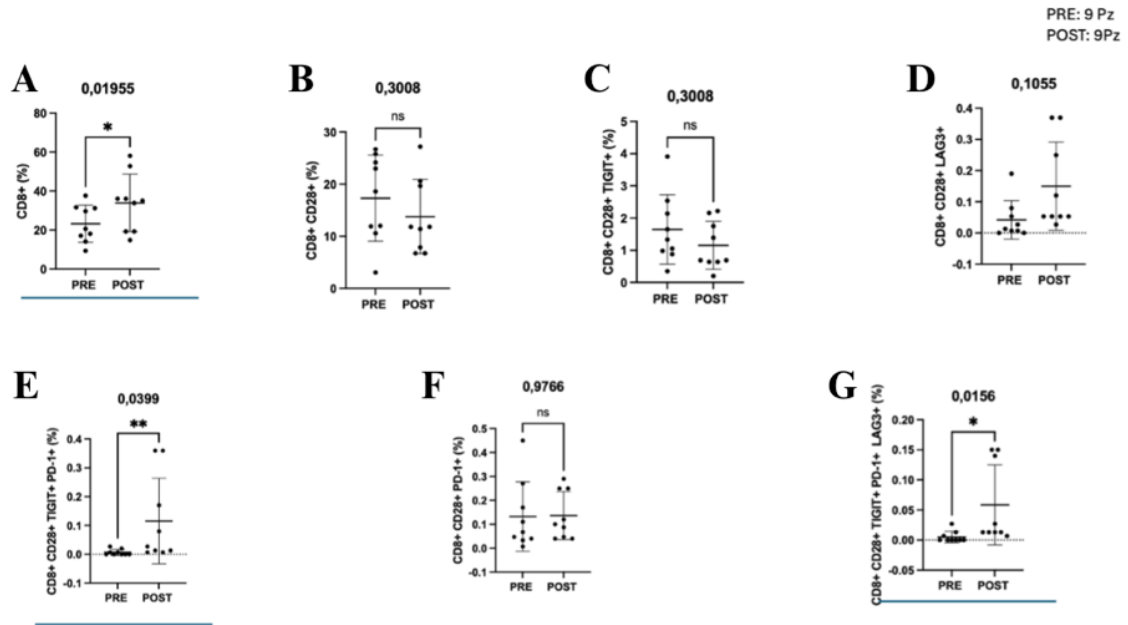 PRE: 9 Pz
POST: 9Pz
A
0,01955
*
CD8+ (%)
80
60
40
20
0
PRE POST
B
0,3008
ns
CD8+ CD28+ (%)
30
20
10
0
PRE POST
C
0,3008
ns
CD8+ CD28+ TIGIT+ (%)
5
4
3
2
1
0
PRE POST
D
0,1055
CD8+ CD28+ LAG3+
0.4
0.3
0.2
0.1
0.0
-0.1
PRE POST
E
0,0399
**
CD8+ CD28+ TIGIT+ PD-1+ (%)
0.4
0.3
0.2
0.1
0.0
-0.1
PRE POST
F
0,9766
ns
CD8+ CD28+ PD-1+ (%)
0.5
0.4
0.3
0.2
0.1
0.0
-0.1
PRE POST
G
0,0156
*
CD8+ CD28+ TIGIT+ PD-1+ LAG3+ (%)
0.20
0.15
0.10
0.05
0.00
-0.05
PRE POST